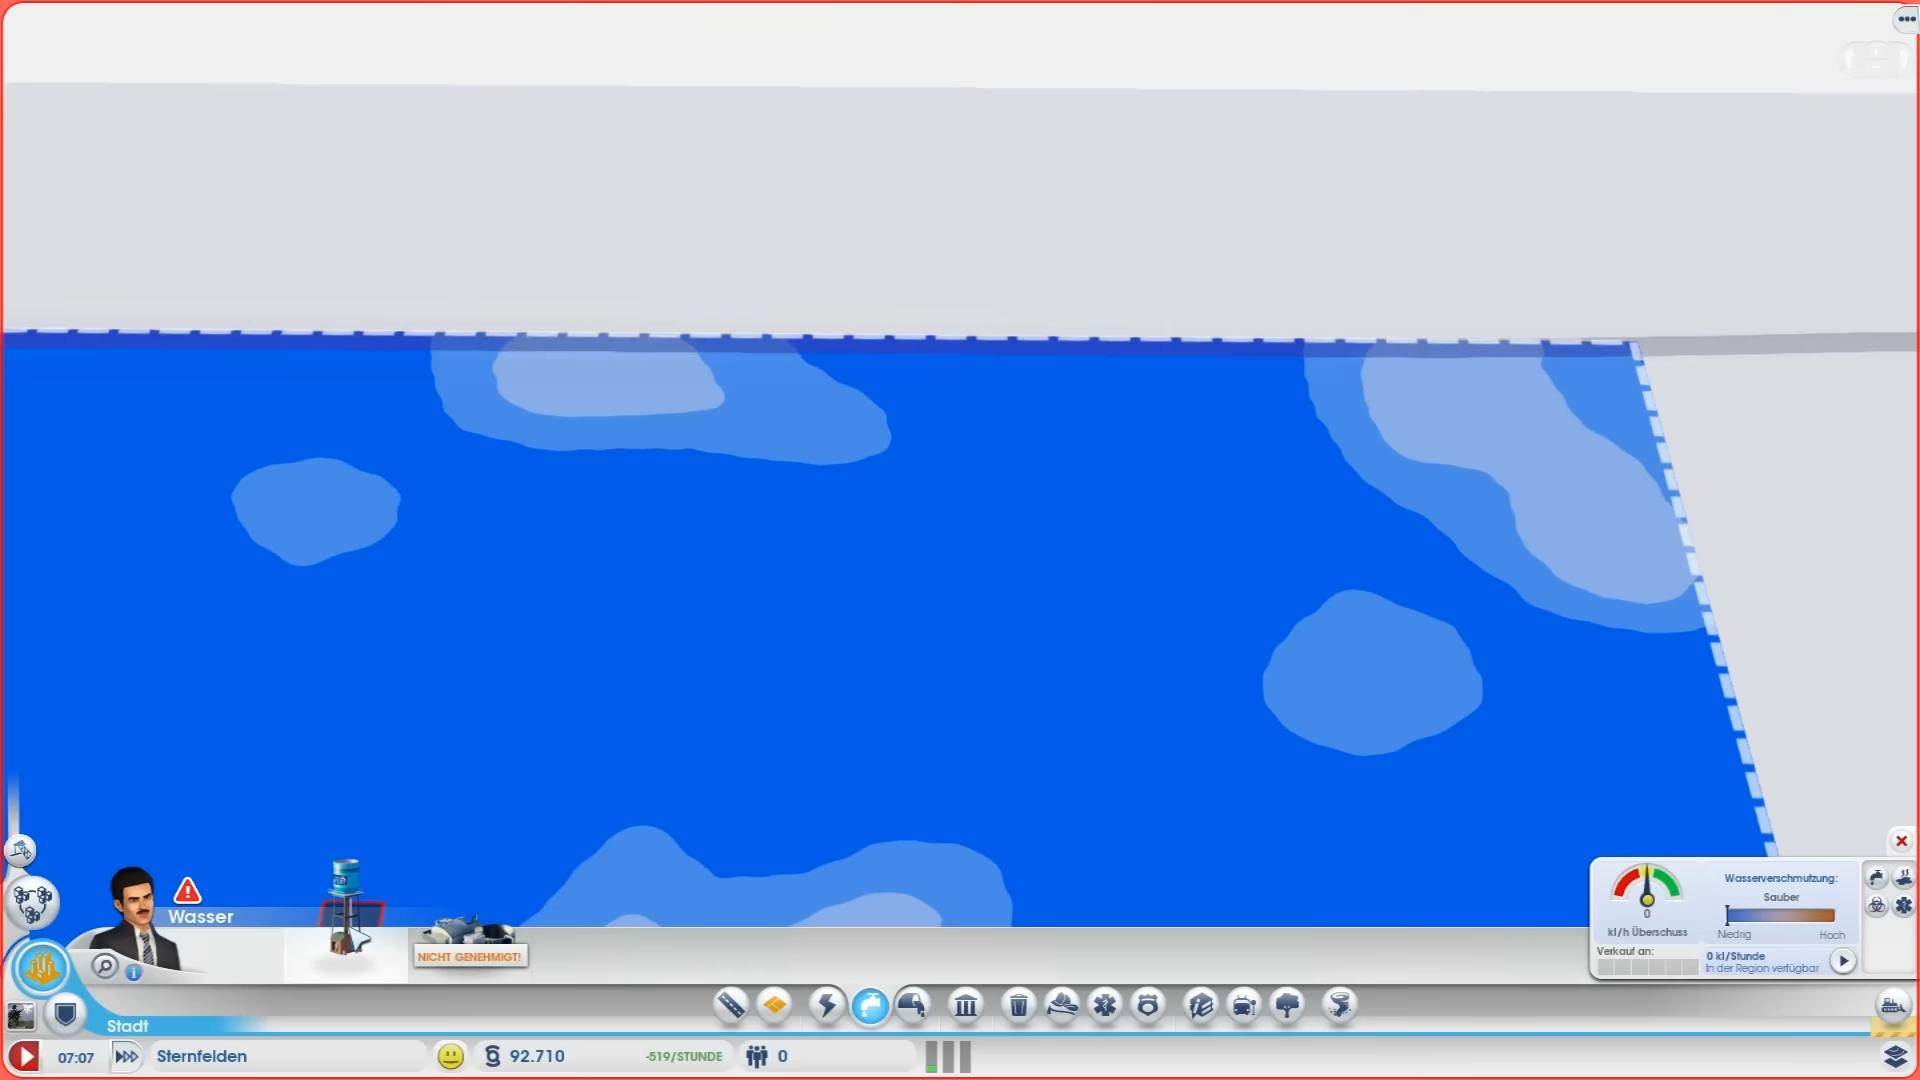 Wasser
NICHT GENEHMIGT!
Wasserverschmutzung:
Sauber
0
kl/h Überschuss
Niedrig
Hoch
Verkauf an:
0 kl/Stunde
In der Region verfügbar
Stadt
07:07
Sternfelden
92.710
-519/STUNDE
0